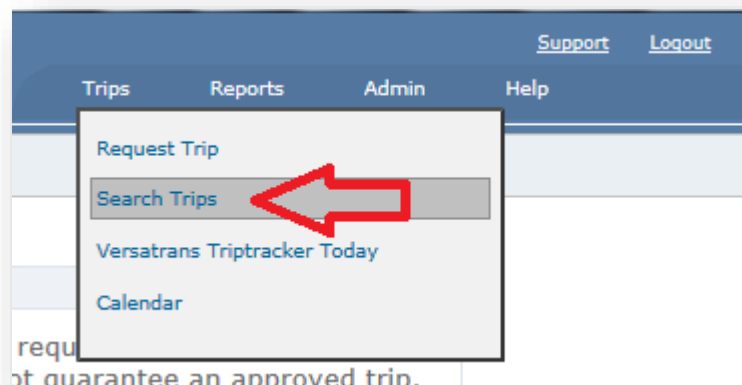 Support Logout
Trips Reports Admin Help
Request Trip
Search Trips
Versatrans Triptracker Today
Calendar
requ
ot guarantee an approved trip.